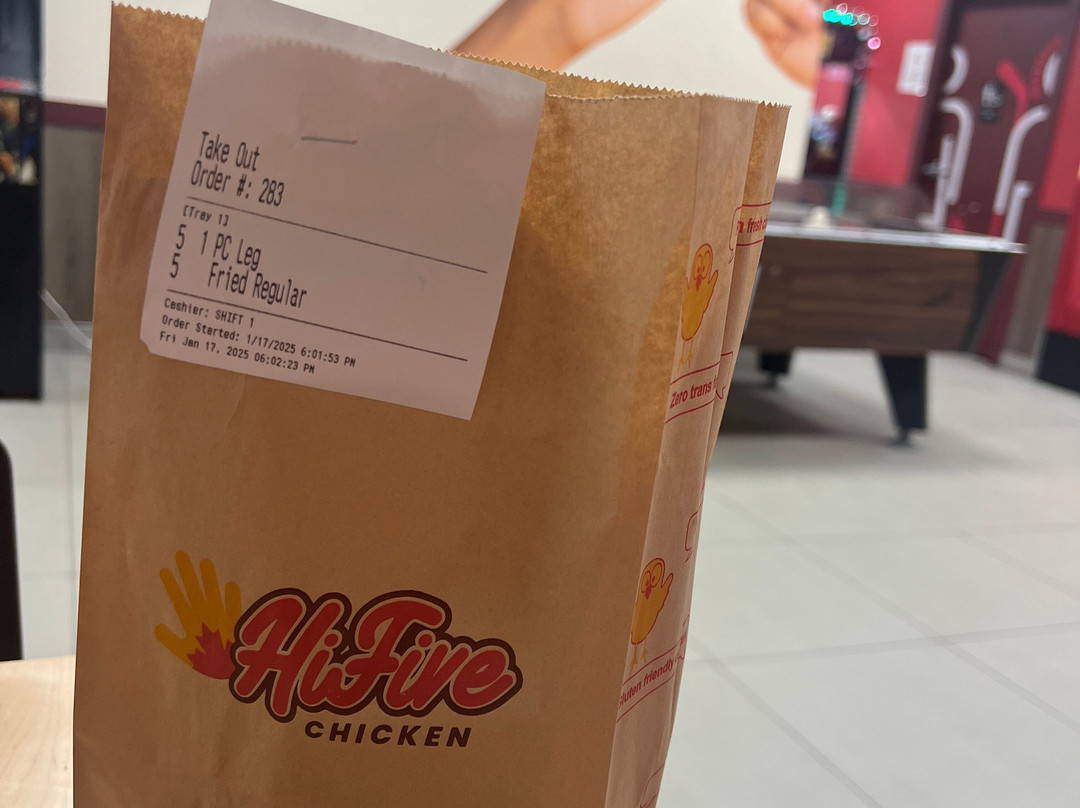 Take Out
Order #: 283
[Tray 1]
5 1 PC Leg
5 Fried Regular
Cashier: SHIFT 1
Order Started: 1/17/2025 6:01:53 PM
Fri Jan 17, 2025 06:02:23 PM
HiFive
CHICKEN
fresh
Zero trans
gluten friendly